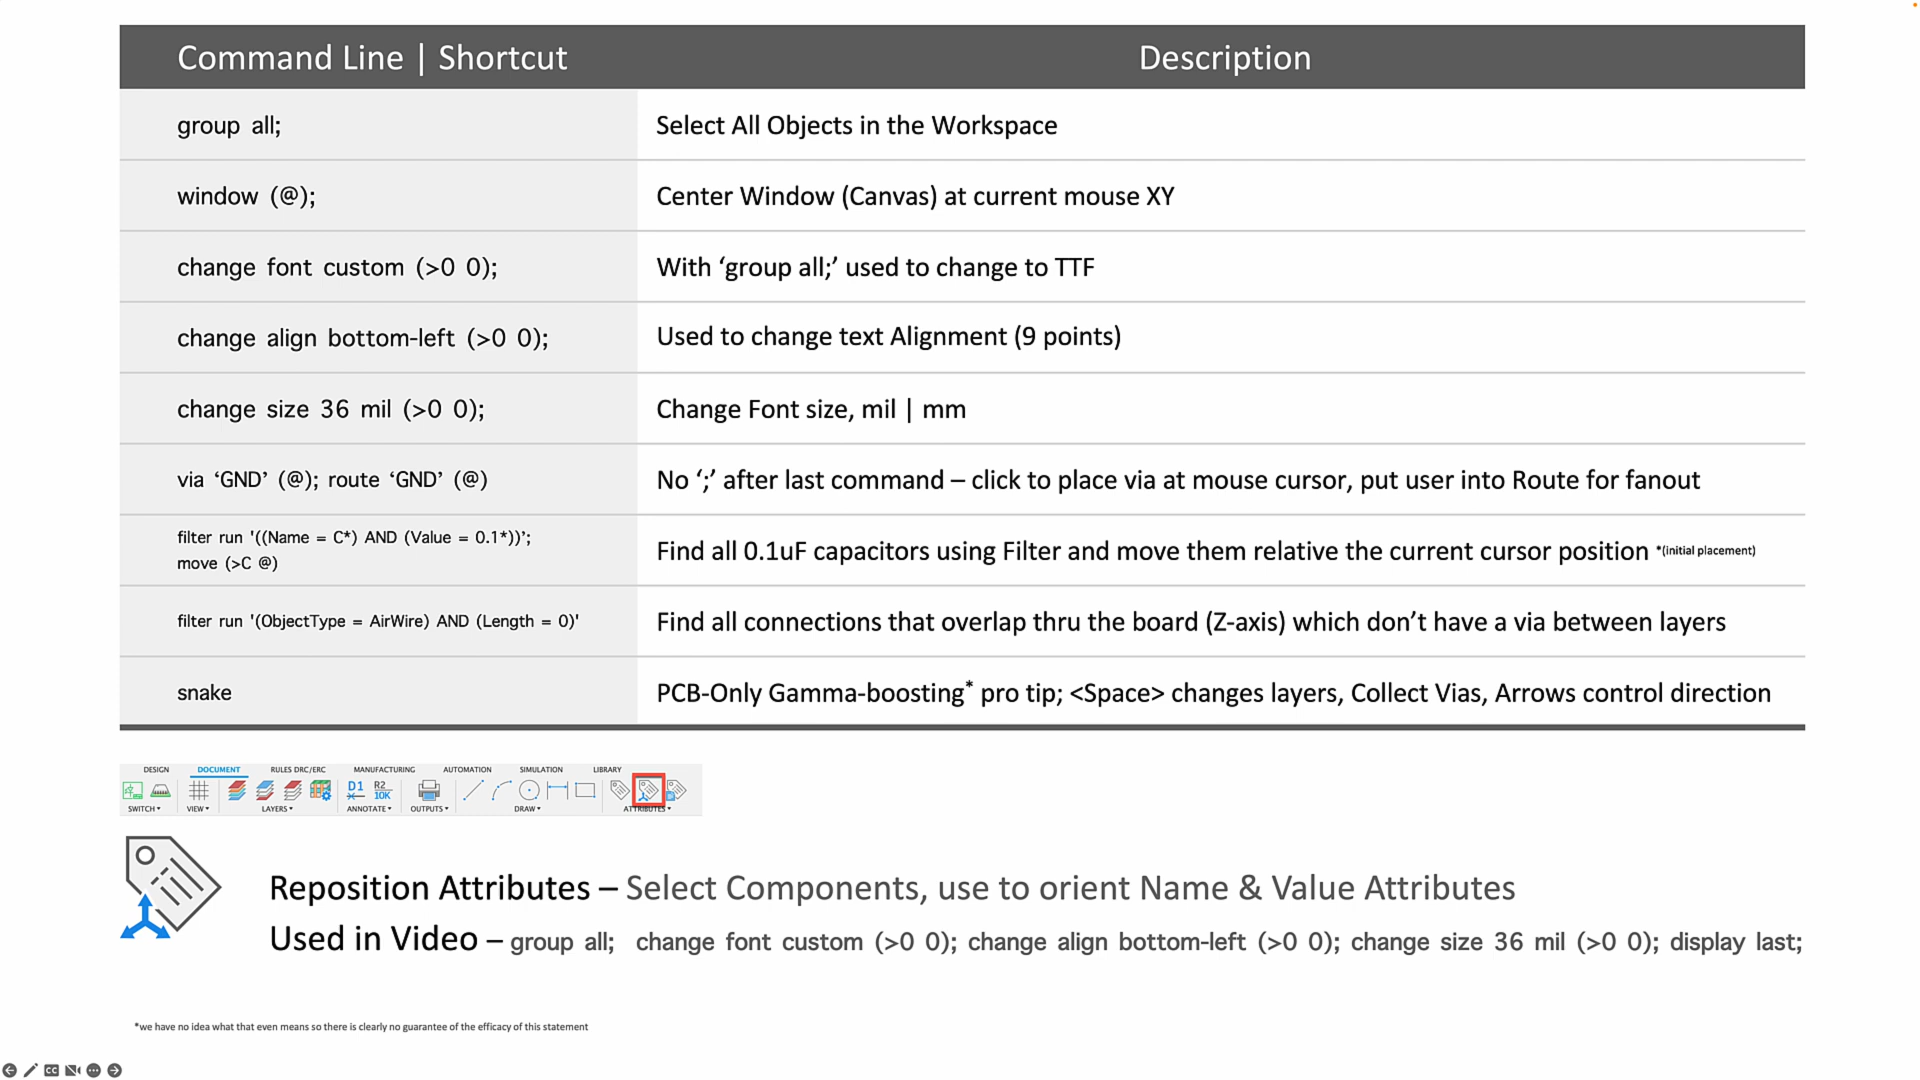 Command Line | Shortcut
Description
group all;
Select All Objects in the Workspace
window (@);
Center Window (Canvas) at current mouse XY
change font custom (>0 0);
With ‘group all;’ used to change to TTF
change align bottom-left (>0 0);
Used to change text Alignment (9 points)
change size 36 mil (>0 0);
Change Font size, mil | mm
via ‘GND’ (@); route ‘GND’ (@)
No ‘;’ after last command – click to place via at mouse cursor, put user into Route for fanout
filter run '((Name = C*) AND (Value = 0.1*))’;
move (>C @)
Find all 0.1uF capacitors using Filter and move them relative the current cursor position *(initial placement)
filter run '(ObjectType = AirWire) AND (Length = 0)'
Find all connections that overlap thru the board (Z-axis) which don’t have a via between layers
snake
PCB-Only Gamma-boosting* pro tip; <Space> changes layers, Collect Vias, Arrows control direction
DESIGN DOCUMENT RULES DRC/ERC MANUFACTURING AUTOMATION SIMULATION LIBRARY
D1 R2
10K
SWITCH VIEW LAYERS ANNOTATE OUTPUTS DRAW ATTRIBUTES
Reposition Attributes – Select Components, use to orient Name & Value Attributes
Used in Video – group all; change font custom (>0 0); change align bottom-left (>0 0); change size 36 mil (>0 0); display last;
*we have no idea what that even means so there is clearly no guarantee of the efficacy of this statement
CC